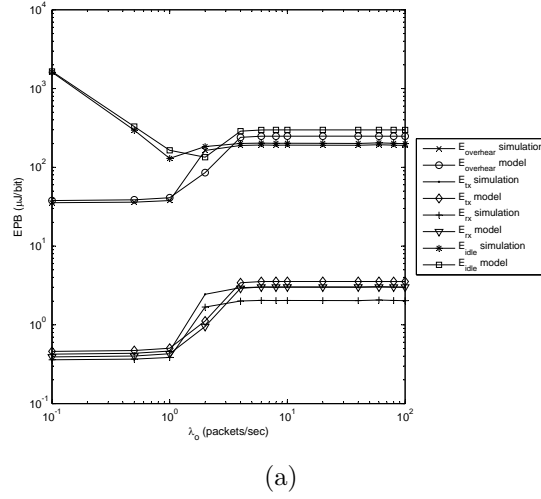 10^4
10^3
10^2
10^1
10^0
10^-1
EPB (μJ/bit)
10^-1
10^0
10^1
10^2
λ_o (packets/sec)
E_overhear simulation
E_overhear model
E_tx simulation
E_tx model
E_rx simulation
E_rx model
E_idle simulation
E_idle model
(a)